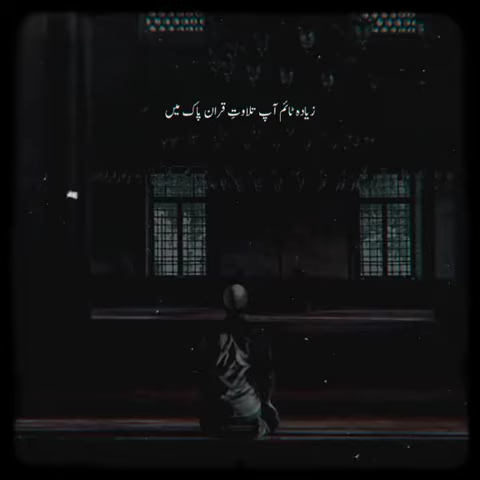 زیادہ ٹائم آپ تلاوتِ قران پاک میں